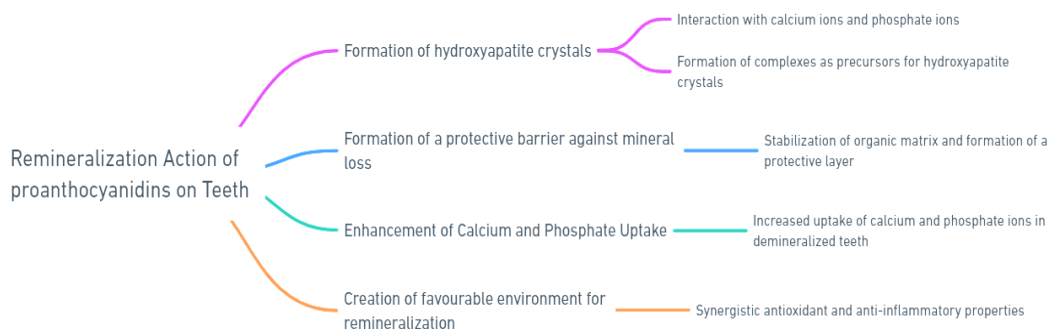 Remineralization Action of
proanthocyanidins on Teeth
Formation of hydroxyapatite crystals
Interaction with calcium ions and phosphate ions
Formation of complexes as precursors for hydroxyapatite
crystals
Formation of a protective barrier against mineral
loss
Stabilization of organic matrix and formation of a
protective layer
Enhancement of Calcium and Phosphate Uptake
Increased uptake of calcium and phosphate ions in
demineralized teeth
Creation of favourable environment for
remineralization
Synergistic antioxidant and anti-inflammatory properties